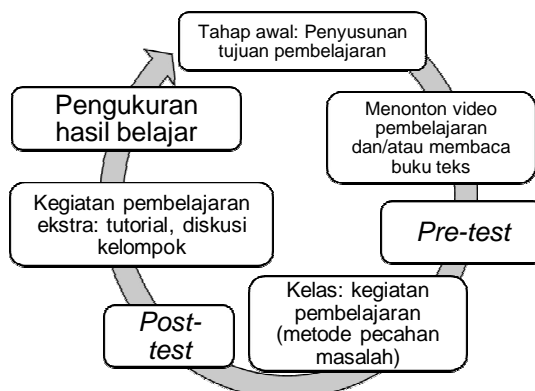 Tahap awal: Penyusunan
tujuan pembelajaran
Menonton video
pembelajaran
dan/atau membaca
buku teks
Pre-test
Kelas: kegiatan
pembelajaran
(metode pecahan
masalah)
Post-
test
Kegiatan pembelajaran
ekstra: tutorial, diskusi
kelompok
Pengukuran
hasil belajar